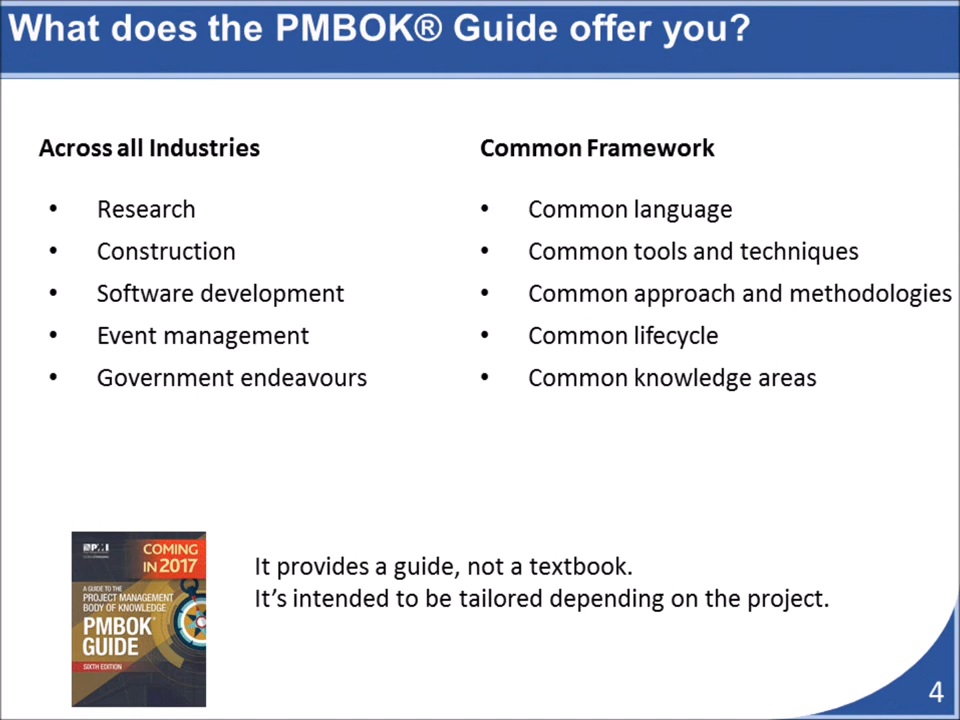 What does the PMBOK® Guide offer you?
Across all Industries
• Research
• Construction
• Software development
• Event management
• Government endeavours
Common Framework
• Common language
• Common tools and techniques
• Common approach and methodologies
• Common lifecycle
• Common knowledge areas
PMI
COMING
IN 2017
A GUIDE TO THE
PROJECT MANAGEMENT
BODY OF KNOWLEDGE
PMBOK®
GUIDE
SIXTH EDITION
It provides a guide, not a textbook.
It’s intended to be tailored depending on the project.
4